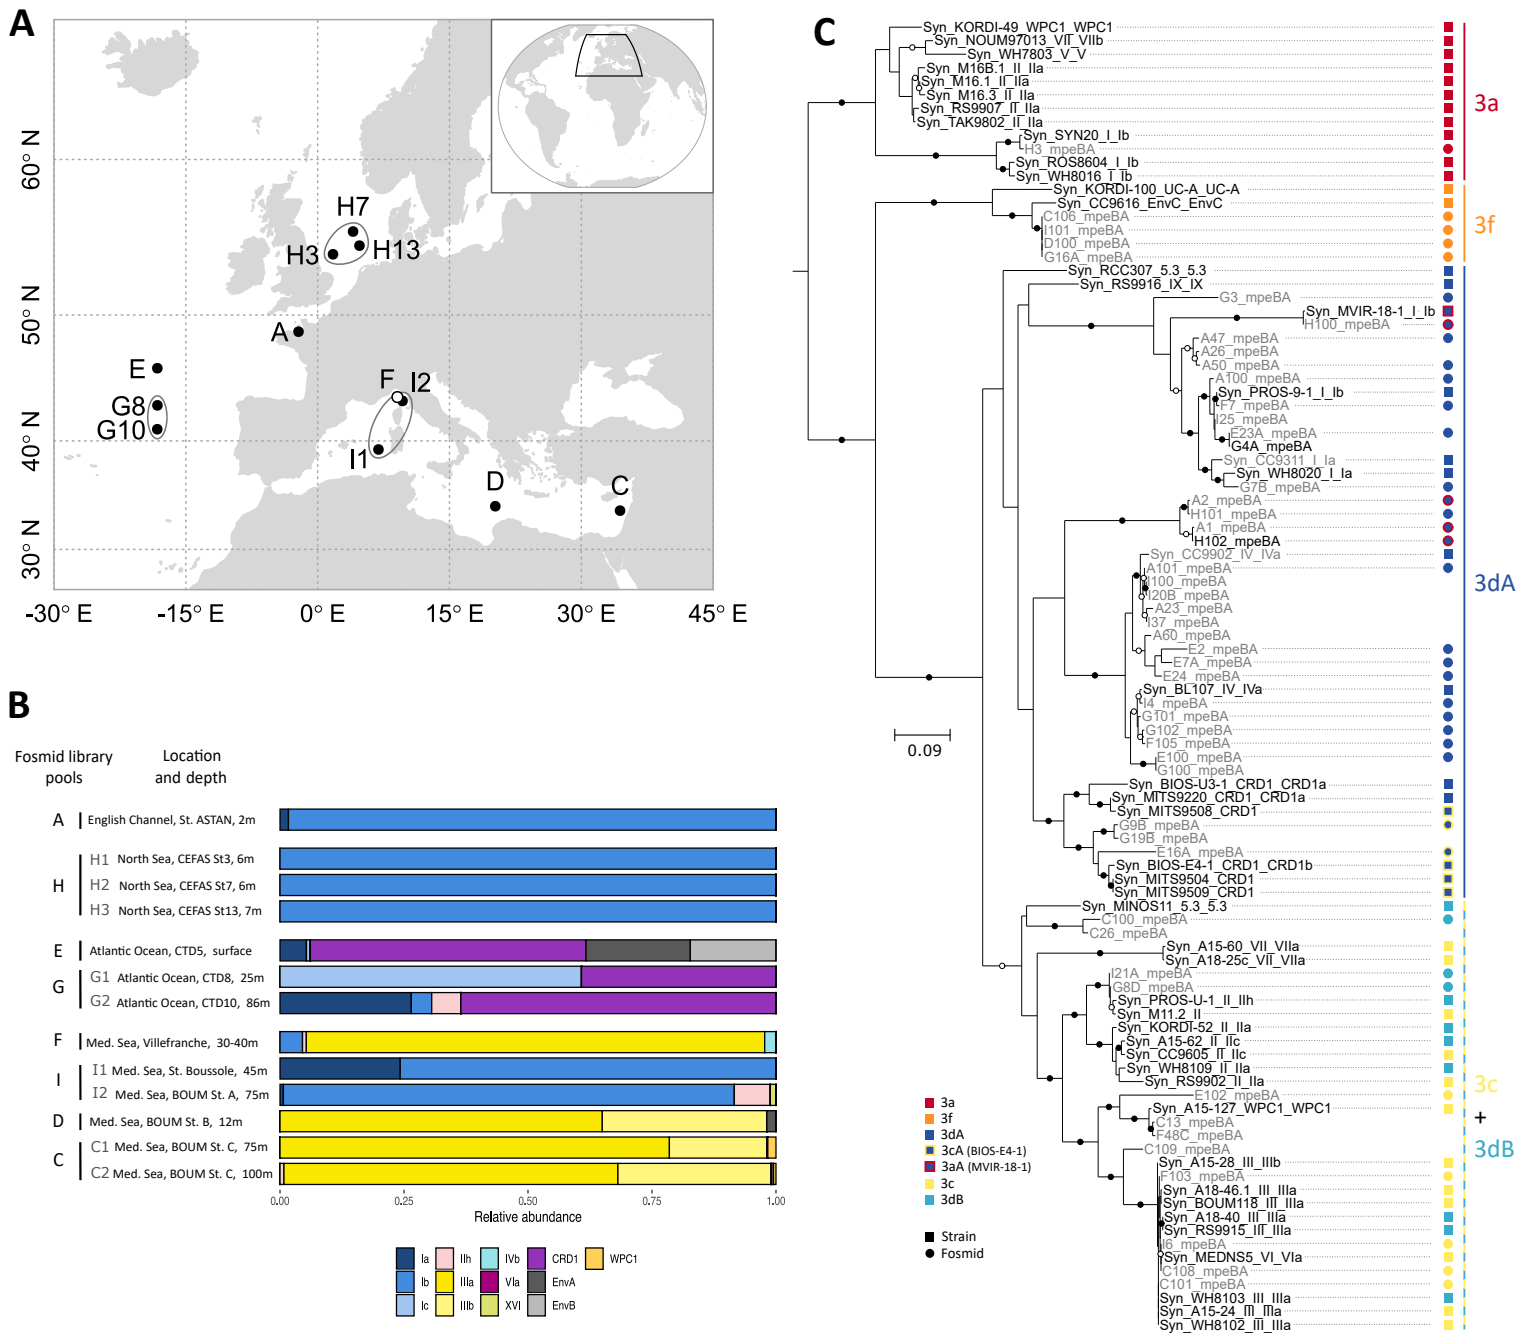 A
60° N
50° N
40° N
30° N
-30° E
-15° E
0° E
15° E
30° E
45° E
H7
H3
H13
A
E
G8
G10
F
I2
I1
D
C
B
Fosmid library
pools
Location
and depth
A
English Channel, St. ASTAN, 2m
H
H1 North Sea, CEFAS St3, 6m
H2 North Sea, CEFAS St7, 6m
H3 North Sea, CEFAS St13, 7m
E
Atlantic Ocean, CTD5, surface
G
G1 Atlantic Ocean, CTD8, 25m
G2 Atlantic Ocean, CTD10, 86m
F
Med. Sea, Villefranche, 30-40m
I
I1 Med. Sea, St. Boussole, 45m
I2 Med. Sea, BOUM St. A, 75m
D
Med. Sea, BOUM St. B, 12m
C
C1 Med. Sea, BOUM St. C, 75m
C2 Med. Sea, BOUM St. C, 100m
0.00
0.25
0.50
0.75
1.00
Relative abundance
Ia
IIh
IVb
CRD1
WPC1
Ib
IIIa
VIa
EnvA
Ic
IIIb
XVI
EnvB
C
Syn_KORDI-49_WPC1_WPC1
Syn_NOUM97013_VII_VIIb
Syn_WH7803_V_V
Syn_M16B.1_II_IIa
Syn_M16.1_II_IIa
Syn_M16.3_II_IIa
Syn_RS9907_II_IIa
Syn_TAK9802_II_IIa
Syn_SYN20_I_Ib
H3_mpeBA
Syn_ROS8604_I_Ib
Syn_WH8016_I_Ib
Syn_KORDI-100_UC-A_UC-A
Syn_CC9616_EnvC_EnvC
C106_mpeBA
I101_mpeBA
D100_mpeBA
G16A_mpeBA
Syn_RCC307_5.3_5.3
Syn_RS9916_IX_IX
G3_mpeBA
Syn_MVIR-18-1_I_Ib
H100_mpeBA
A47_mpeBA
A26_mpeBA
A50_mpeBA
A100_mpeBA
Syn_PROS-9-1_I_Ib
F7_mpeBA
I25_mpeBA
E23A_mpeBA
G4A_mpeBA
Syn_CC9311_I_Ia
Syn_WH8020_I_Ia
G7B_mpeBA
A2_mpeBA
H101_mpeBA
A1_mpeBA
H102_mpeBA
Syn_CC9902_IV_IVa
A101_mpeBA
I100_mpeBA
I20B_mpeBA
A23_mpeBA
I37_mpeBA
A60_mpeBA
E2_mpeBA
E7A_mpeBA
E24_mpeBA
Syn_BL107_IV_IVa
I4_mpeBA
G101_mpeBA
G102_mpeBA
F105_mpeBA
E100_mpeBA
G100_mpeBA
Syn_BIOS-U3-1_CRD1_CRD1a
Syn_MITS9220_CRD1_CRD1a
Syn_MITS9508_CRD1
G9B_mpeBA
G19B_mpeBA
E16A_mpeBA
Syn_BIOS-E4-1_CRD1_CRD1b
Syn_MITS9504_CRD1
Syn_MITS9509_CRD1
Syn_MINOS11_5.3_5.3
C100_mpeBA
C26_mpeBA
Syn_A15-60_VII_VIIa
Syn_A18-25c_VII_VIIa
I21A_mpeBA
G8D_mpeBA
Syn_PROS-U-1_II_IIh
Syn_M11.2_II
Syn_KORDI-52_II_IIa
Syn_A15-62_II_IIc
Syn_CC9605_II_IIc
Syn_WH8109_II_IIa
Syn_RS9902_II_IIa
E102_mpeBA
Syn_A15-127_WPC1_WPC1
C13_mpeBA
F48C_mpeBA
C109_mpeBA
Syn_A15-28_III_IIIb
F103_mpeBA
Syn_A18-46.1_III_IIIa
Syn_BOUM118_III_IIIa
Syn_A18-40_III_IIIa
Syn_RS9915_III_IIIa
I6_mpeBA
Syn_MEDNS5_VI_VIa
C108_mpeBA
C101_mpeBA
Syn_WH8103_III_IIIa
Syn_A15-24_III_IIIa
Syn_WH8102_III_IIIa
0.09
3a
3f
3dA
3c
+
3dB
3a
3f
3dA
3cA (BIOS-E4-1)
3aA (MVIR-18-1)
3c
3dB
Strain
Fosmid